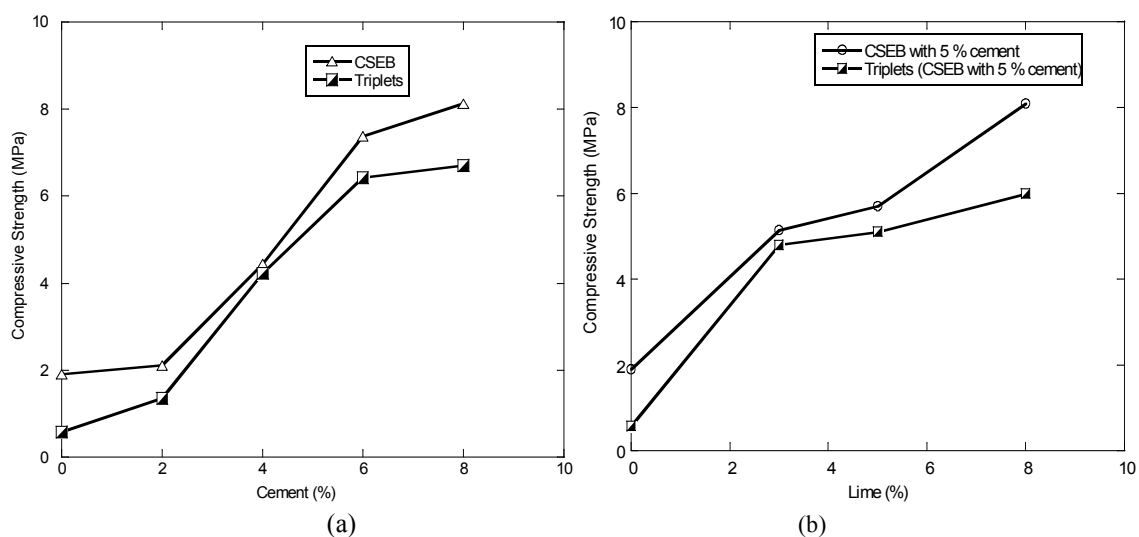 10
8
6
4
2
0
Compressive Strength (MPa)
CSEB
Triplets
0 2 4 6 8 10
Cement (%)
(a)
10
8
6
4
2
0
Compressive Strength (MPa)
CSEB with 5 % cement
Triplets (CSEB with 5 % cement)
0 2 4 6 8 10
Lime (%)
(b)